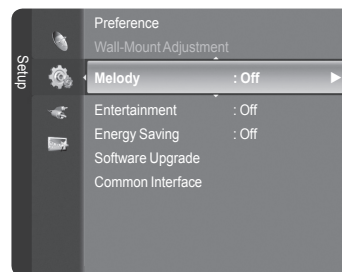 Setup
Preference
Wall-Mount Adjustment
Melody : Off
Entertainment : Off
Energy Saving : Off
Software Upgrade
Common Interface